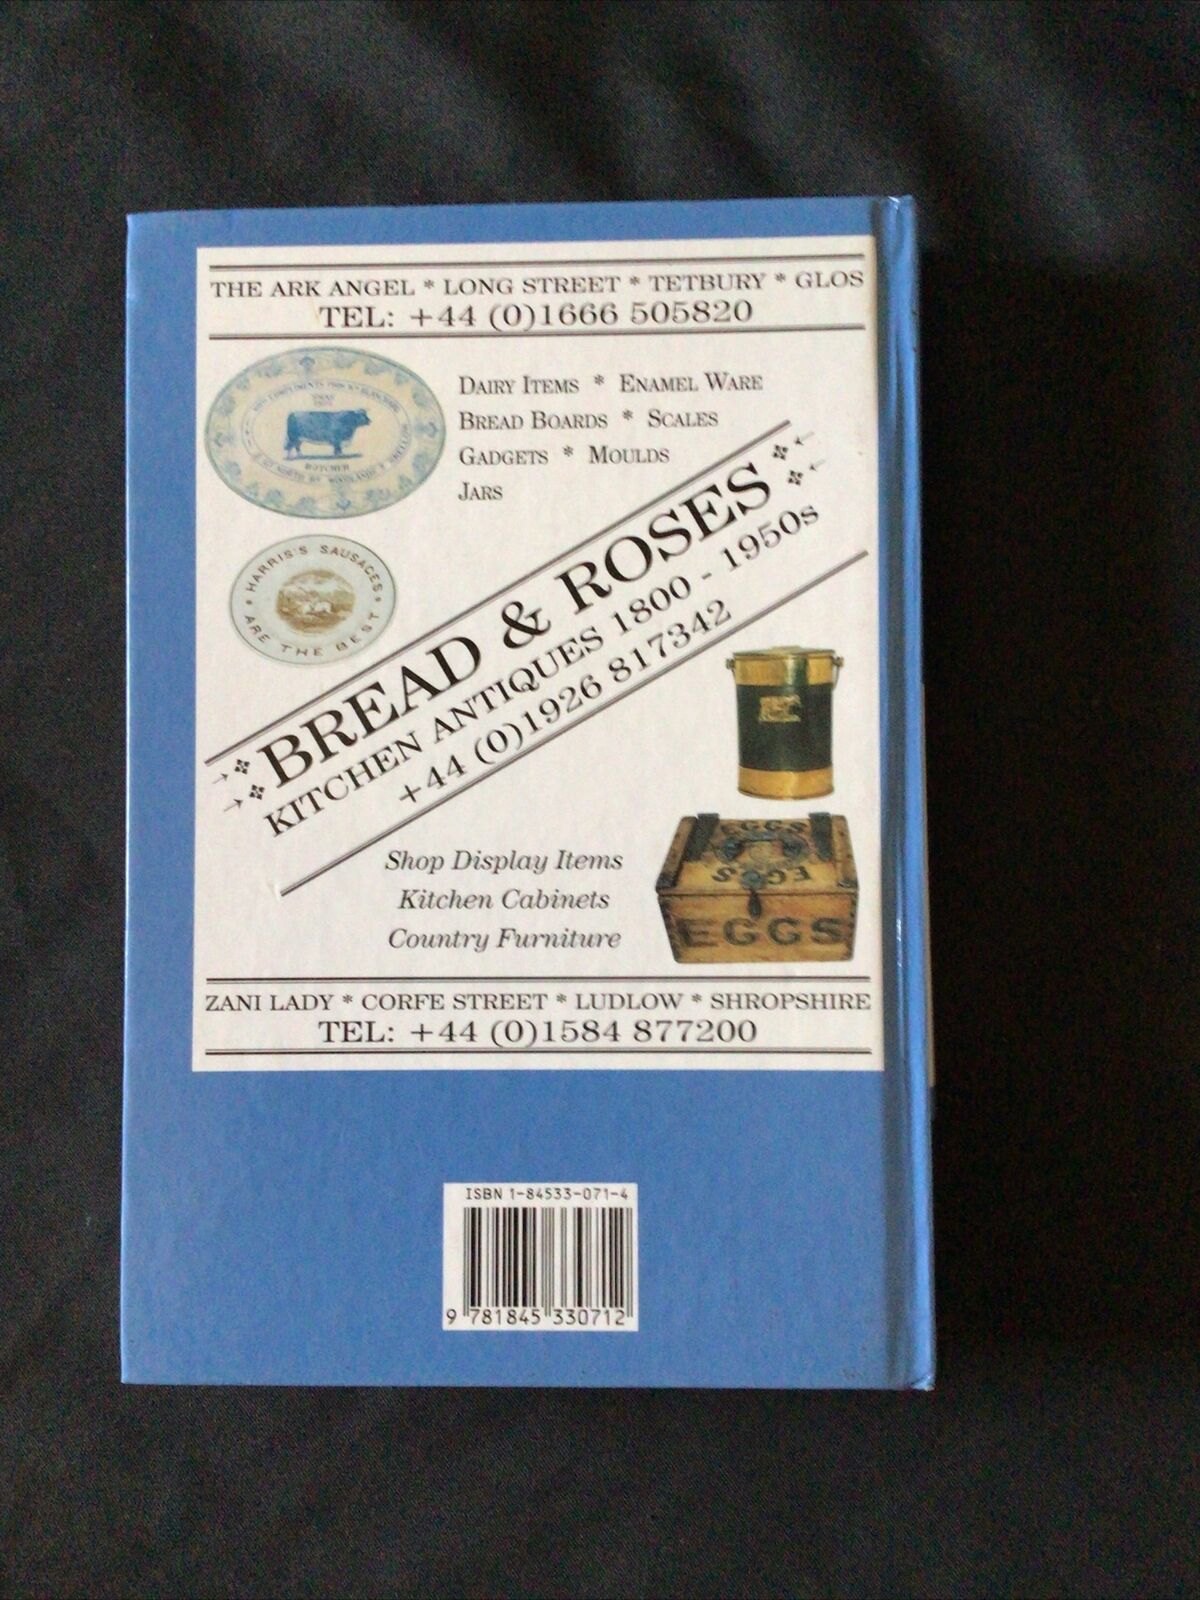 THE ARK ANGEL * LONG STREET * TETBURY * GLOS
TEL: +44 (0)1666 505820
BUTCHER
DAIRY ITEMS * ENAMEL WARE
BREAD BOARDS * SCALES
GADGETS * MOULDS
JARS
HARRIS'S SAUSAGES
ARE THE BEST
BREAD & ROSES
KITCHEN ANTIQUES 1800 - 1950s
+44 (0)1926 817342
EGGS
EGGS
EGGS
Shop Display Items
Kitchen Cabinets
Country Furniture
ZANI LADY * CORFE STREET * LUDLOW * SHROPSHIRE
TEL: +44 (0)1584 877200
ISBN 1-84533-071-4
9 781845 330712